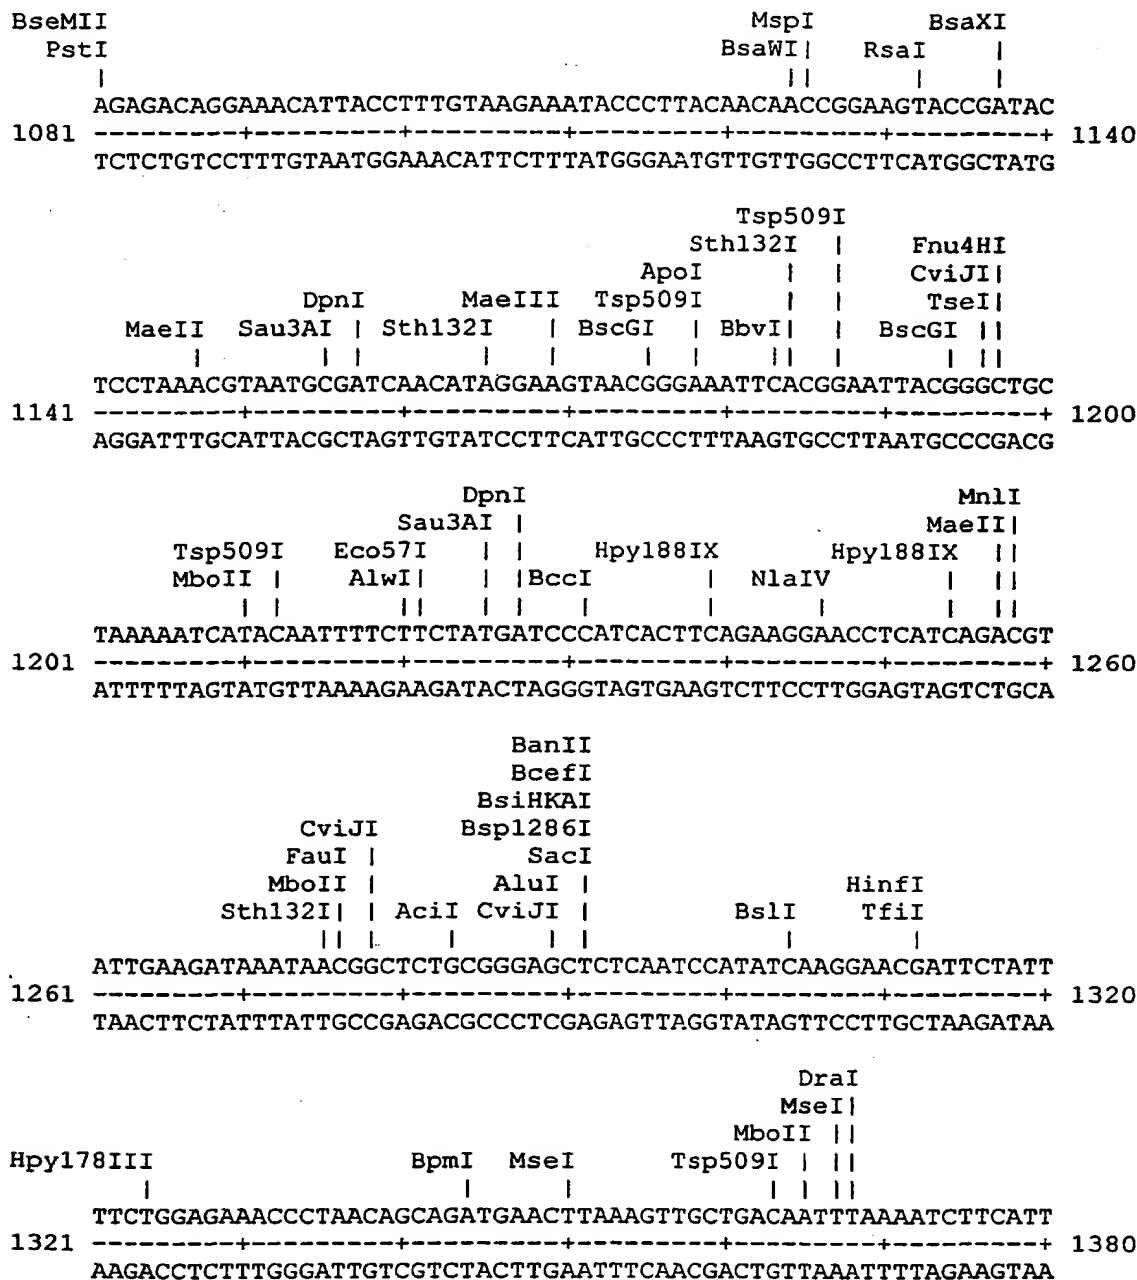 BseMII MspI BsaXI
PstI BsaWI| RsaI |
| || | |
AGAGACAGGAAACATTACCTTTGTAAGAAATACCCTTACAACAACCGGAAGTACCGATAC
1081 ---------+---------+---------+---------+---------+---------+ 1140
TCTCTGTCCTTTGTAATGGAAACATTCTTTATGGGAATGTTGTTGGCCTTCATGGCTATG
Tsp509I
Sth132I | Fnu4HI
ApoI | | CviJI|
DpnI MaeIII Tsp509I | | TseI|
MaeII Sau3AI | Sth132I | BscGI | BbvI| | BscGI ||
| | | | | | | || | | ||
TCCTAAACGTAATGCGATCAACATAGGAAGTAACGGGAAATTCACGGAATTACGGGCTGC
1141 ---------+---------+---------+---------+---------+---------+ 1200
AGGATTTGCATTACGCTAGTTGTATCCTTCATTGCCCTTTAAGTGCCTTAATGCCCGACG
DpnI MnlI
Sau3AI | MaeII|
Tsp509I Eco57I | | Hpy188IX Hpy188IX ||
MboII | AlwI| | |BccI | NlaIV | ||
| | || | | | | | | ||
TAAAAATCATACAATTTTCTTCTATGATCCCATCACTTCAGAAGGAACCTCATCAGACGT
1201 ---------+---------+---------+---------+---------+---------+ 1260
ATTTTTAGTATGTTAAAAGAAGATACTAGGGTAGTGAAGTCTTCCTTGGAGTAGTCTGCA
BanII
BcefI
BsiHKAI
CviJI Bsp1286I
FauI | SacI
MboII | AluI | HinfI
Sth132I| | AciI CviJI | BslI TfiI
|| | | | | | |
ATTGAAGATAAATAACGGCTCTGCGGGAGCTCTCAATCCATATCAAGGAACGATTCTATT
1261 ---------+---------+---------+---------+---------+---------+ 1320
TAACTTCTATTTATTGCCGAGACGCCCTCGAGAGTTAGGTATAGTTCCTTGCTAAGATAA
DraI
MseI|
MboII ||
Hpy178III BpmI MseI Tsp509I | ||
| | | | | ||
TTCTGGAGAAACCCTAACAGCAGATGAACTTAAAGTTGCTGACAATTTAAAATCTTCATT
1321 ---------+---------+---------+---------+---------+---------+ 1380
AAGACCTCTTTGGGATTGTCGTCTACTTGAATTTCAACGACTGTTAAATTTTAGAAGTAA